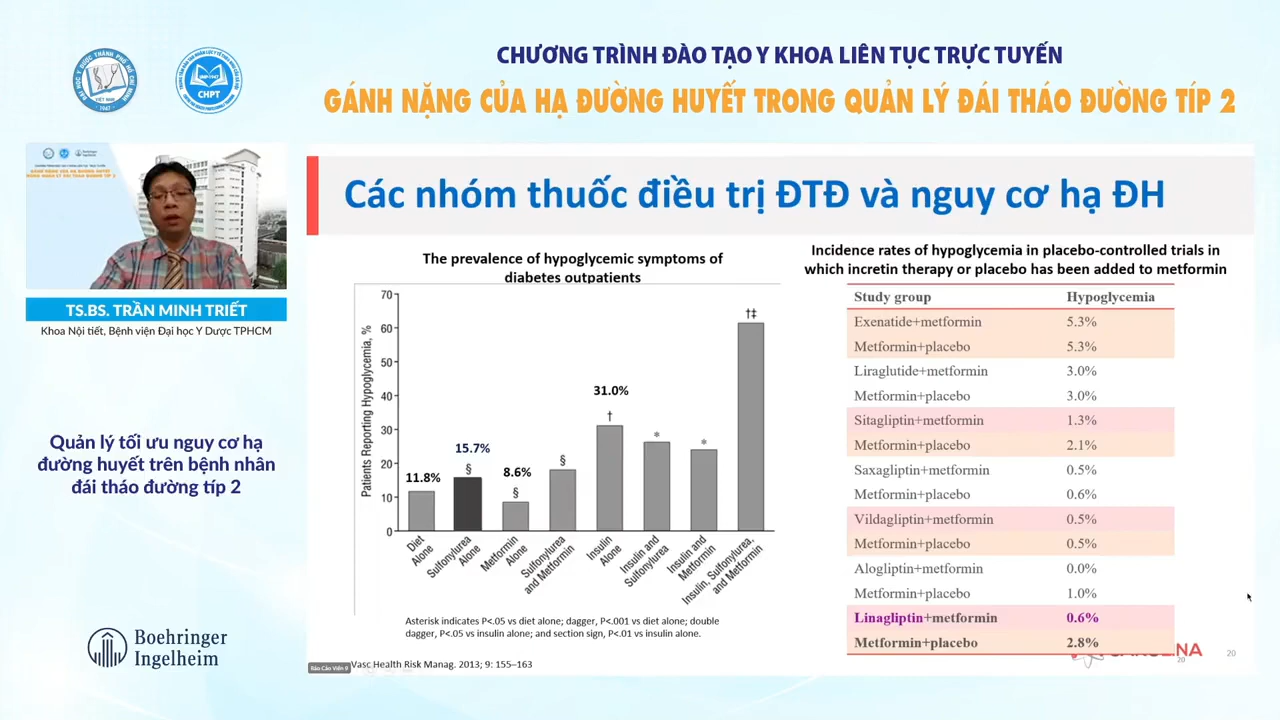 CHƯƠNG TRÌNH ĐÀO TẠO Y KHOA LIÊN TỤC TRỰC TUYẾN
GÁNH NẶNG CỦA HẠ ĐƯỜNG HUYẾT TRONG QUẢN LÝ ĐÁI THÁO ĐƯỜNG TÍP 2
CHPT
TS.BS. TRẦN MINH TRIẾT
Khoa Nội tiết, Bệnh viện Đại học Y Dược TPHCM
Quản lý tối ưu nguy cơ hạ
đường huyết trên bệnh nhân
đái tháo đường típ 2
Boehringer
Ingelheim
Các nhóm thuốc điều trị ĐTĐ và nguy cơ hạ ĐH
The prevalence of hypoglycemic symptoms of
diabetes outpatients
Patients Reporting Hypoglycemia, %
70
60
50
40
30
20
10
0
11.8%
15.7%
§
8.6%
§
§
31.0%
†
*
*
†‡
Diet
Alone
Sulfonylurea
Alone
Metformin
Alone
Sulfonylurea
and Metformin
Insulin
Alone
Insulin and
Sulfonylurea
Insulin and
Metformin
Insulin, Sulfonylurea,
and Metformin
Asterisk indicates P<.05 vs diet alone; dagger, P<.001 vs diet alone; double
dagger, P<.05 vs insulin alone; and section sign, P<.01 vs insulin alone.
Vasc Health Risk Manag. 2013; 9: 155–163
Báo Cáo Viên 9
Incidence rates of hypoglycemia in placebo-controlled trials in
which incretin therapy or placebo has been added to metformin
Study group Hypoglycemia
Exenatide+metformin 5.3%
Metformin+placebo 5.3%
Liraglutide+metformin 3.0%
Metformin+placebo 3.0%
Sitagliptin+metformin 1.3%
Metformin+placebo 2.1%
Saxagliptin+metformin 0.5%
Metformin+placebo 0.6%
Vildagliptin+metformin 0.5%
Metformin+placebo 0.5%
Alogliptin+metformin 0.0%
Metformin+placebo 1.0%
Linagliptin+metformin 0.6%
Metformin+placebo 2.8%
20
20